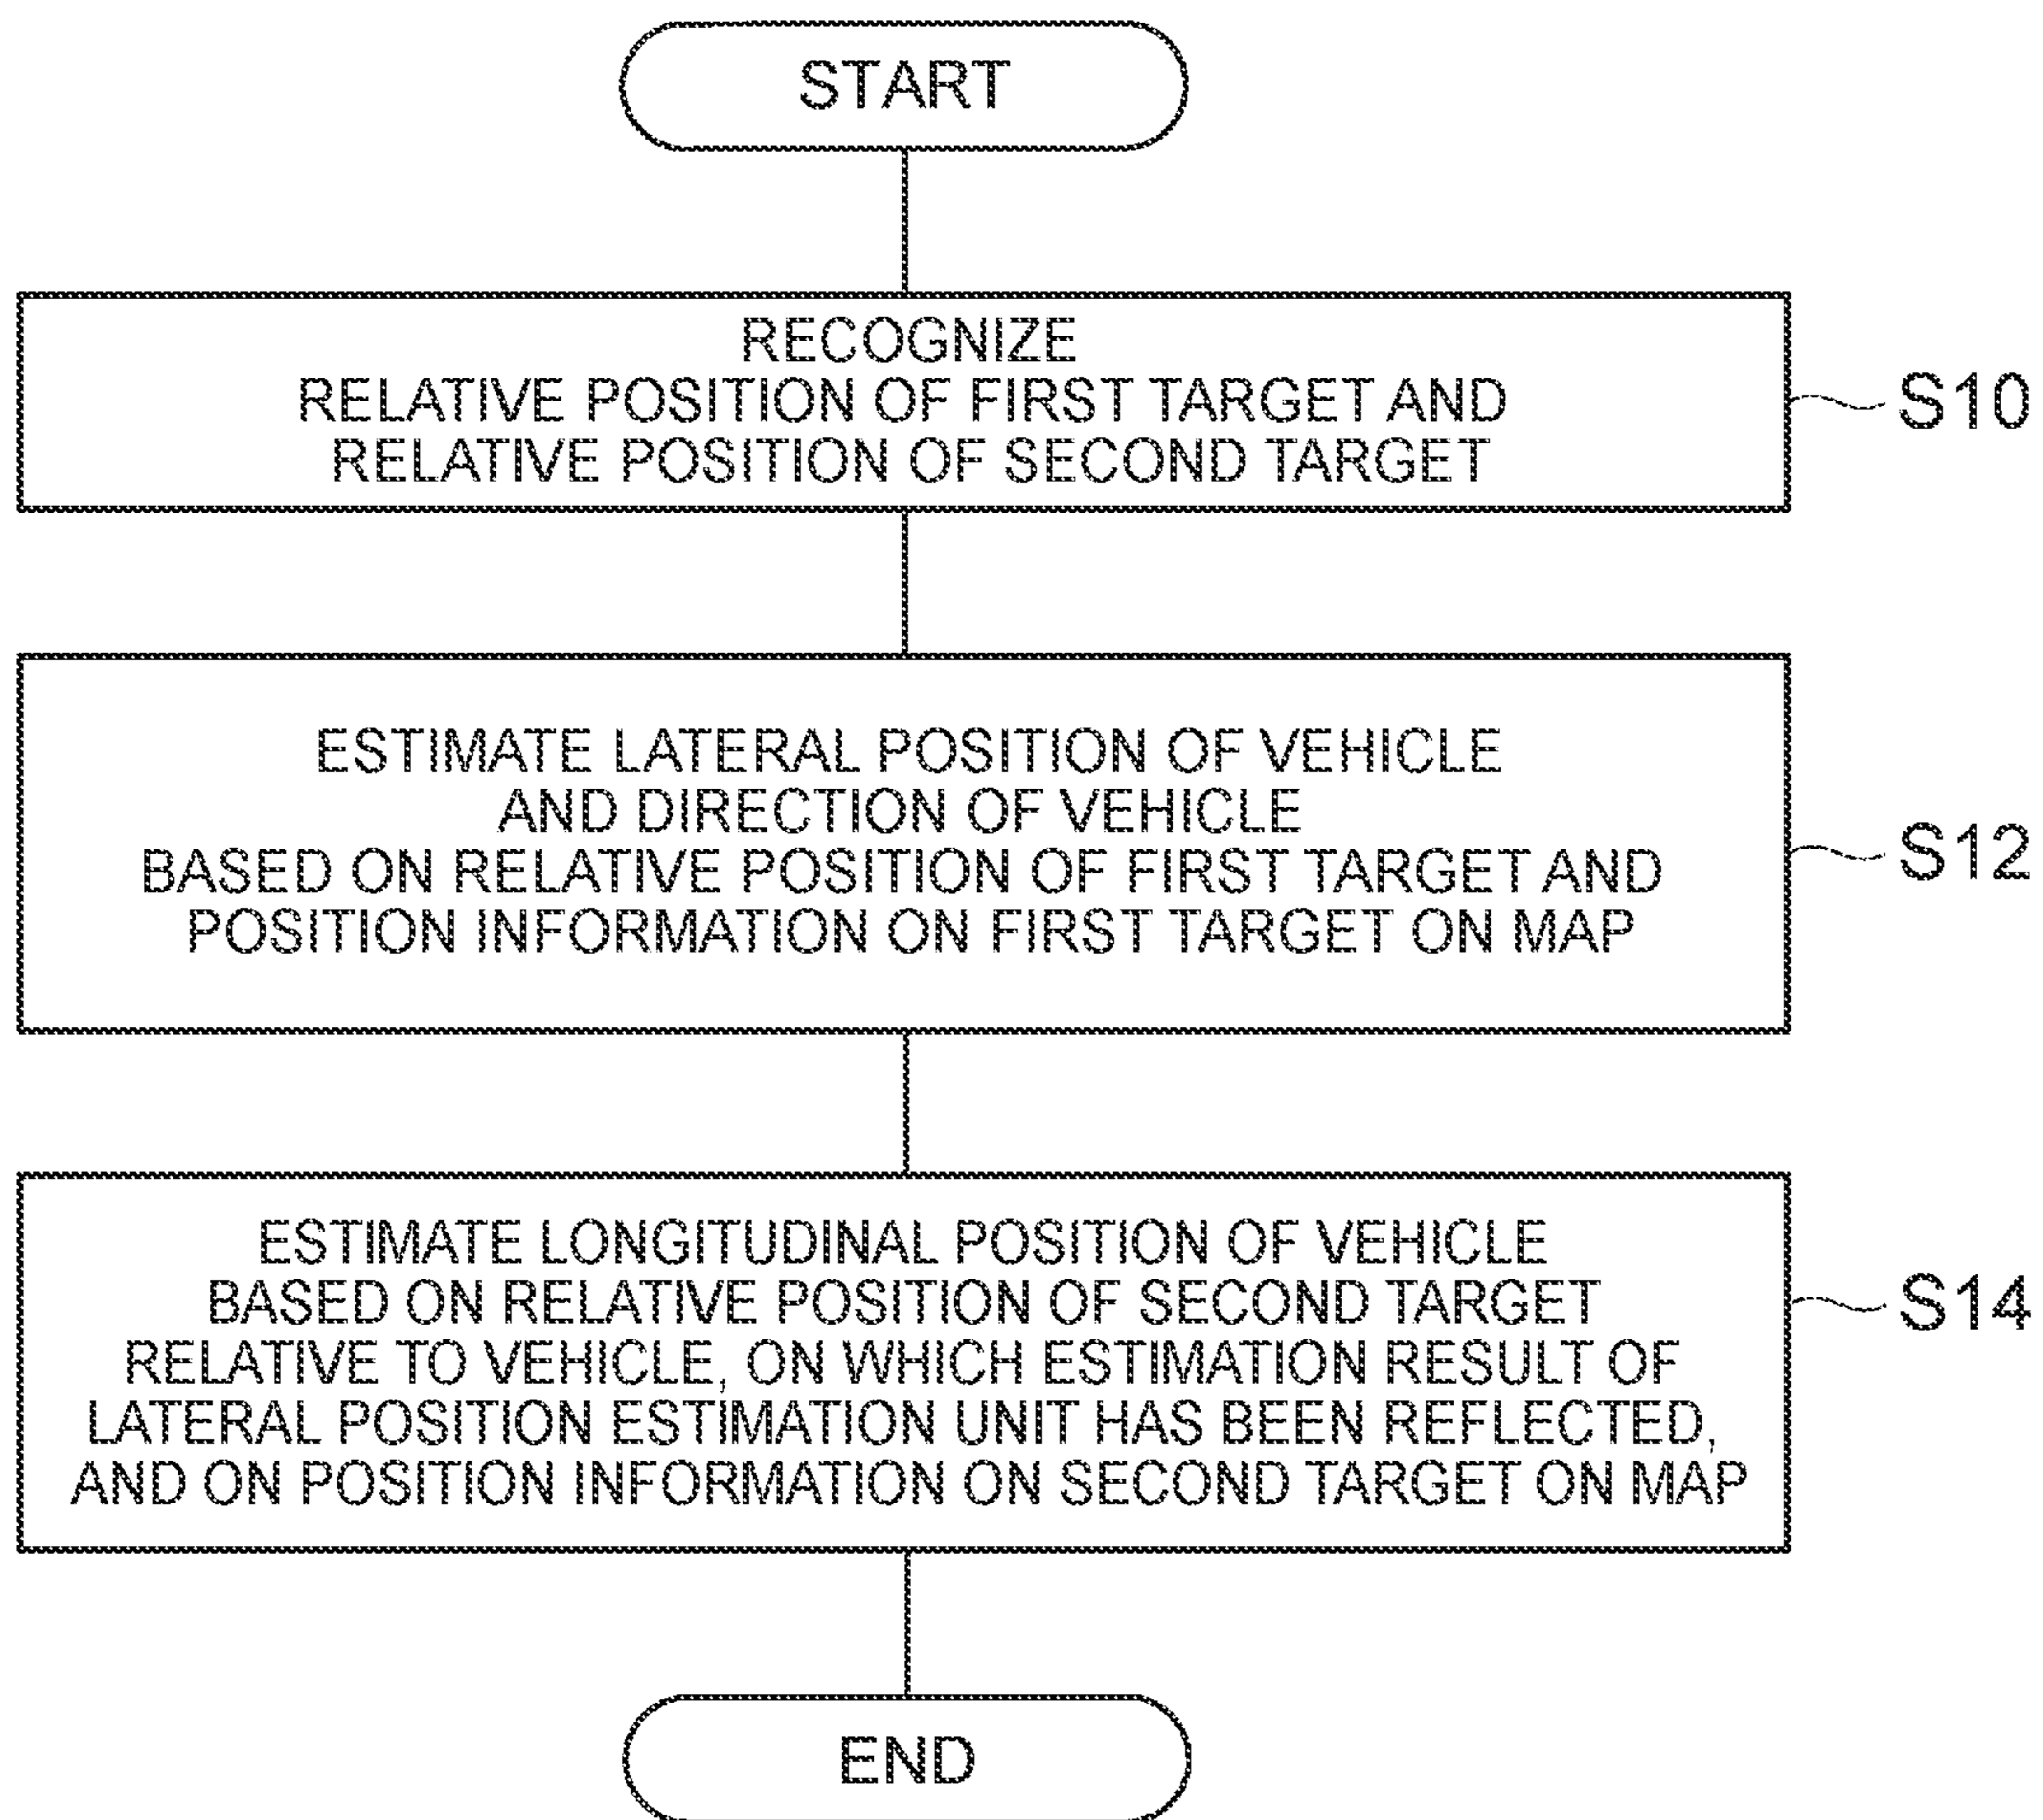 START
RECOGNIZE
RELATIVE POSITION OF FIRST TARGET AND
RELATIVE POSITION OF SECOND TARGET
S10
ESTIMATE LATERAL POSITION OF VEHICLE
AND DIRECTION OF VEHICLE
BASED ON RELATIVE POSITION OF FIRST TARGET AND
POSITION INFORMATION ON FIRST TARGET ON MAP
S12
ESTIMATE LONGITUDINAL POSITION OF VEHICLE
BASED ON RELATIVE POSITION OF SECOND TARGET
RELATIVE TO VEHICLE, ON WHICH ESTIMATION RESULT OF
LATERAL POSITION ESTIMATION UNIT HAS BEEN REFLECTED,
AND ON POSITION INFORMATION ON SECOND TARGET ON MAP
S14
END